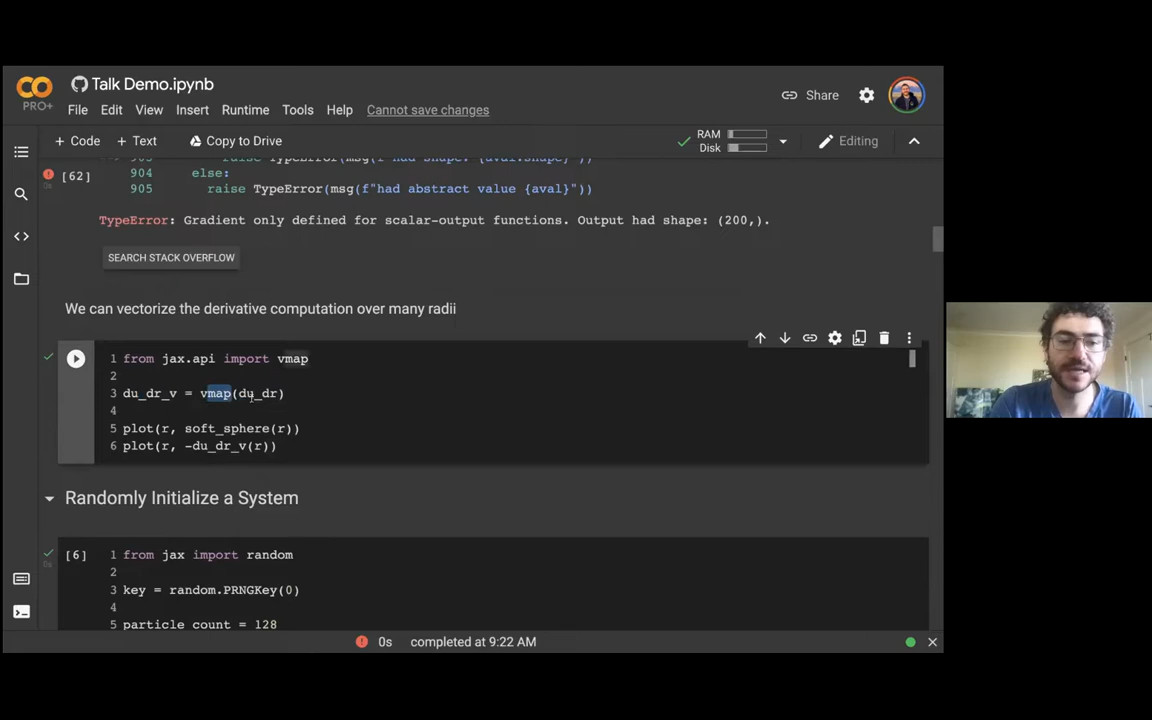 Talk Demo.ipynb
PRO+
File Edit View Insert Runtime Tools Help Cannot save changes
Share
+ Code + Text Copy to Drive
RAM
Disk
Editing
[62]
904 else:
905 raise TypeError(msg(f"had abstract value {aval}"))
TypeError: Gradient only defined for scalar-output functions. Output had shape: (200,).
SEARCH STACK OVERFLOW
We can vectorize the derivative computation over many radii
1 from jax.api import vmap
2
3 du_dr_v = vmap(du_dr)
4
5 plot(r, soft_sphere(r))
6 plot(r, -du_dr_v(r))
Randomly Initialize a System
[6]
1 from jax import random
2
3 key = random.PRNGKey(0)
4
5 particle_count = 128
0s completed at 9:22 AM